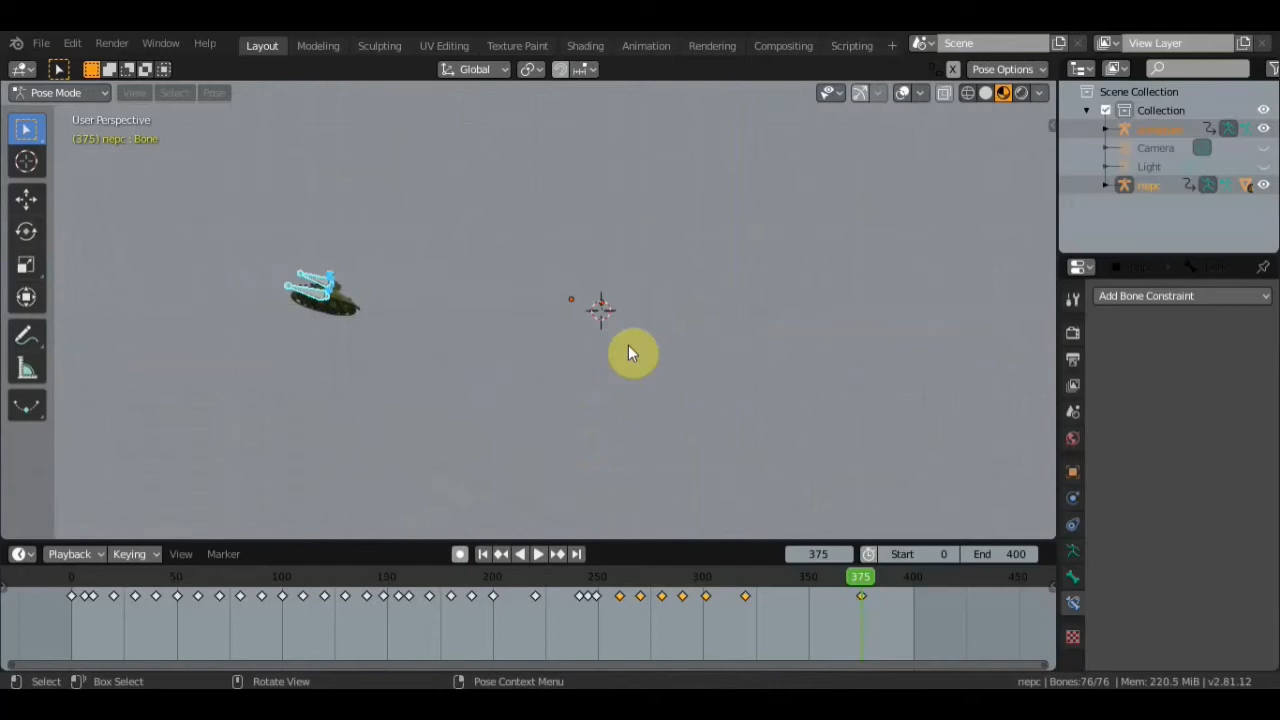 File Edit Render Window Help Layout Modeling Sculpting UV Editing Texture Paint Shading Animation Rendering Compositing Scripting + Scene View Layer
Global X Pose Options
Pose Mode View Select Pose
User Perspective
(375) nepc : Bone
Scene Collection
Collection
Camera
Light
nepc
Add Bone Constraint
Playback Keying View Marker 375 Start 0 End 400
0 50 100 150 200 250 300 350 375 400 450
Select Box Select Rotate View Pose Context Menu nepc | Bones:76/76 | Mem: 220.5 MiB | v2.81.12